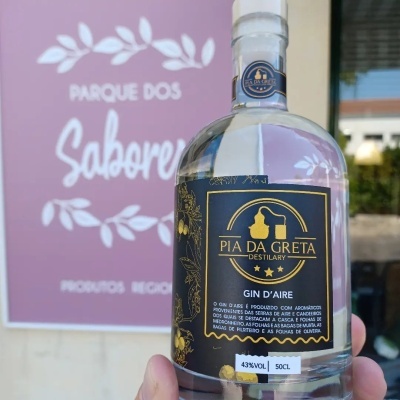 PARQUE DOS
Sabores
PRODUTOS REGIO
PIA DA GRETA
DESTILARY
GIN D'AIRE
O GIN D'AIRE É PRODUZIDO COM AROMÁTICOS
PROVENIENTES DAS SERRAS DE AIRE E CANDEEIROS
DOS QUAIS SE DESTACAM A CASCA E FOLHAS DE
MEDRONHEIRO, AS FOLHAS E AS BAGAS DE MURTA, AS
BAGAS DE PILRITEIRO E AS FOLHAS DE OLIVEIRA.
43%VOL 50CL